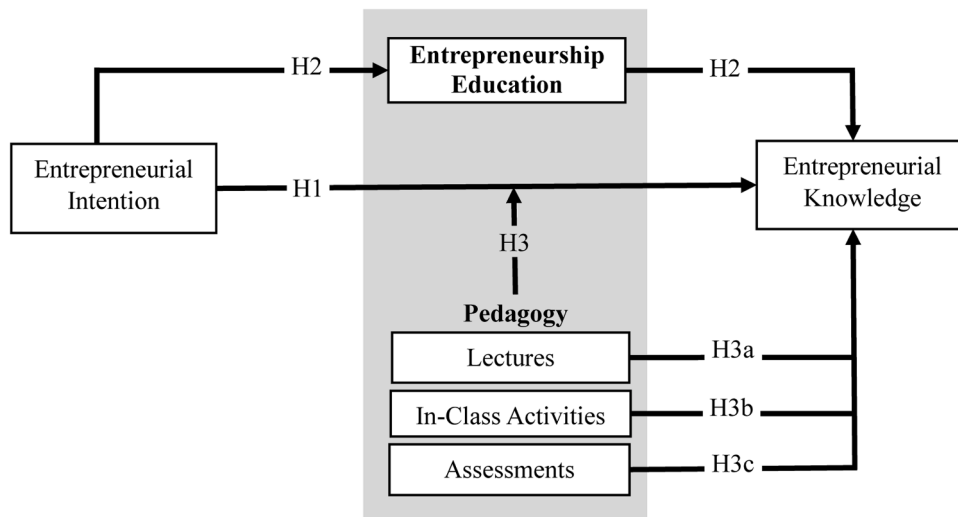 Entrepreneurship
Education
H2
H2
Entrepreneurial
Intention
H1
Entrepreneurial
Knowledge
H3
Pedagogy
Lectures
H3a
In-Class Activities
H3b
Assessments
H3c